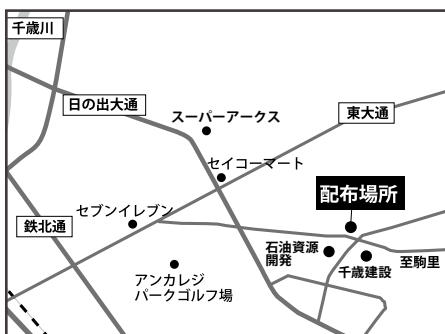 千歳川
日の出大通
スーパーアークス
東大通
セイコーマート
配布場所
セブンイレブン
鉄北通
石油資源
開発
千歳建設
至駒里
アンカレジ
パークゴルフ場